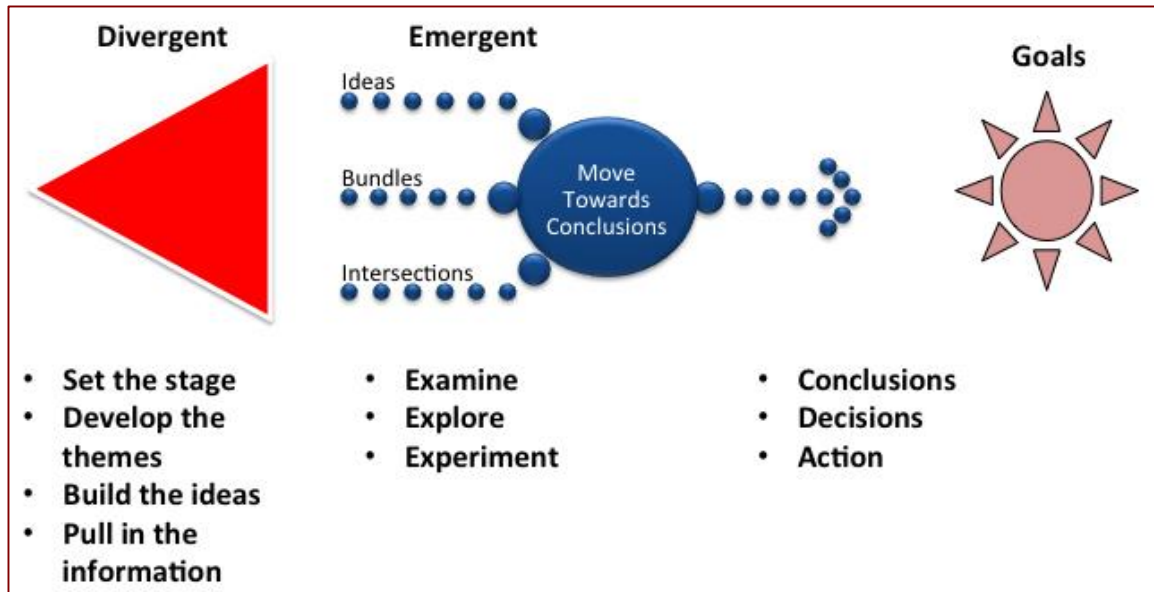 Divergent
Emergent
Goals
Ideas
Bundles
Intersections
Move
Towards
Conclusions
• Set the stage
• Develop the
themes
• Build the ideas
• Pull in the
information
• Examine
• Explore
• Experiment
• Conclusions
• Decisions
• Action